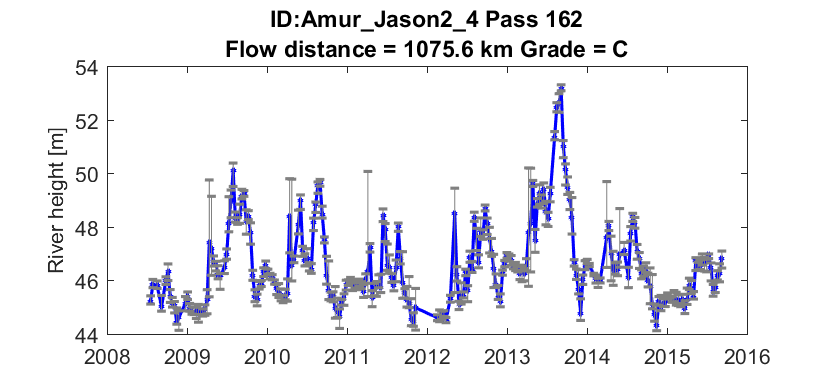 ID:Amur_Jason2_4 Pass 162
Flow distance = 1075.6 km Grade = C
River height [m]
54
52
50
48
46
44
2008 2009 2010 2011 2012 2013 2014 2015 2016